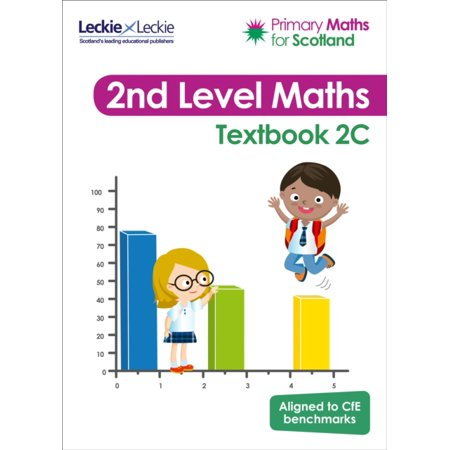 Leckie x Leckie
Scotland's leading educational publishers
Primary Maths
for Scotland
2nd Level Maths
Textbook 2C
100
90
80
70
60
50
40
30
20
10
0
0 1 2 3 4 5
Aligned to CfE
benchmarks